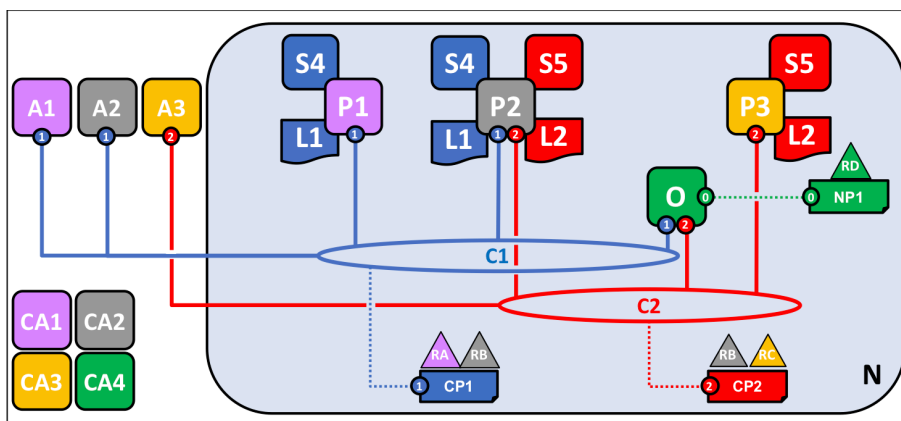 S4 S4 S5 S5
A1 A2 A3 P1 P2 P3
1 1 2 1 1 2 2
L1 L1 L2 L2
RD
O 0 0 NP1
1 2
C1
C2
CA1 CA2
RA RB RB RC
CA3 CA4 1 CP1 2 CP2 N